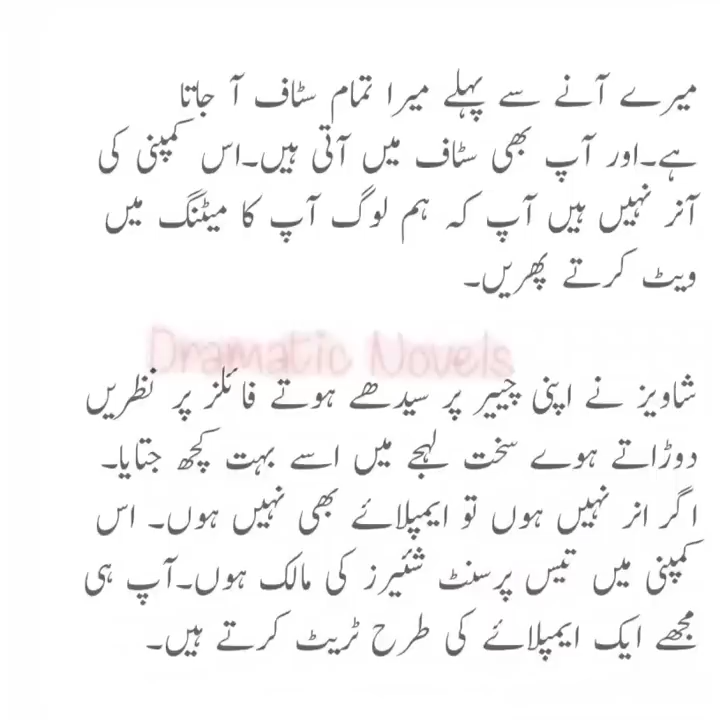 میرے آنے سے پہلے میرا تمام سٹاف آ جاتا
ہے۔اور آپ بھی سٹاف میں آتی ہیں۔اس کمپنی کی
آنر نہیں ہیں آپ کہ ہم لوگ آپ کا میٹنگ میں
ویٹ کرتے پھریں۔
Dramatic Novels
شاویز نے اپنی چیر پر سیدھے ہوتے فائلز پر نظریں
دوڑاتے ہوے سخت لہجے میں اسے بہت کچھ جتایا۔
اگر انر نہیں ہوں تو ایمپلائے بھی نہیں ہوں۔ اس
کمپنی میں تیس پرسنٹ شئیرز کی مالک ہوں۔آپ ہی
مجھے ایک ایمپلائے کی طرح ٹریٹ کرتے ہیں۔